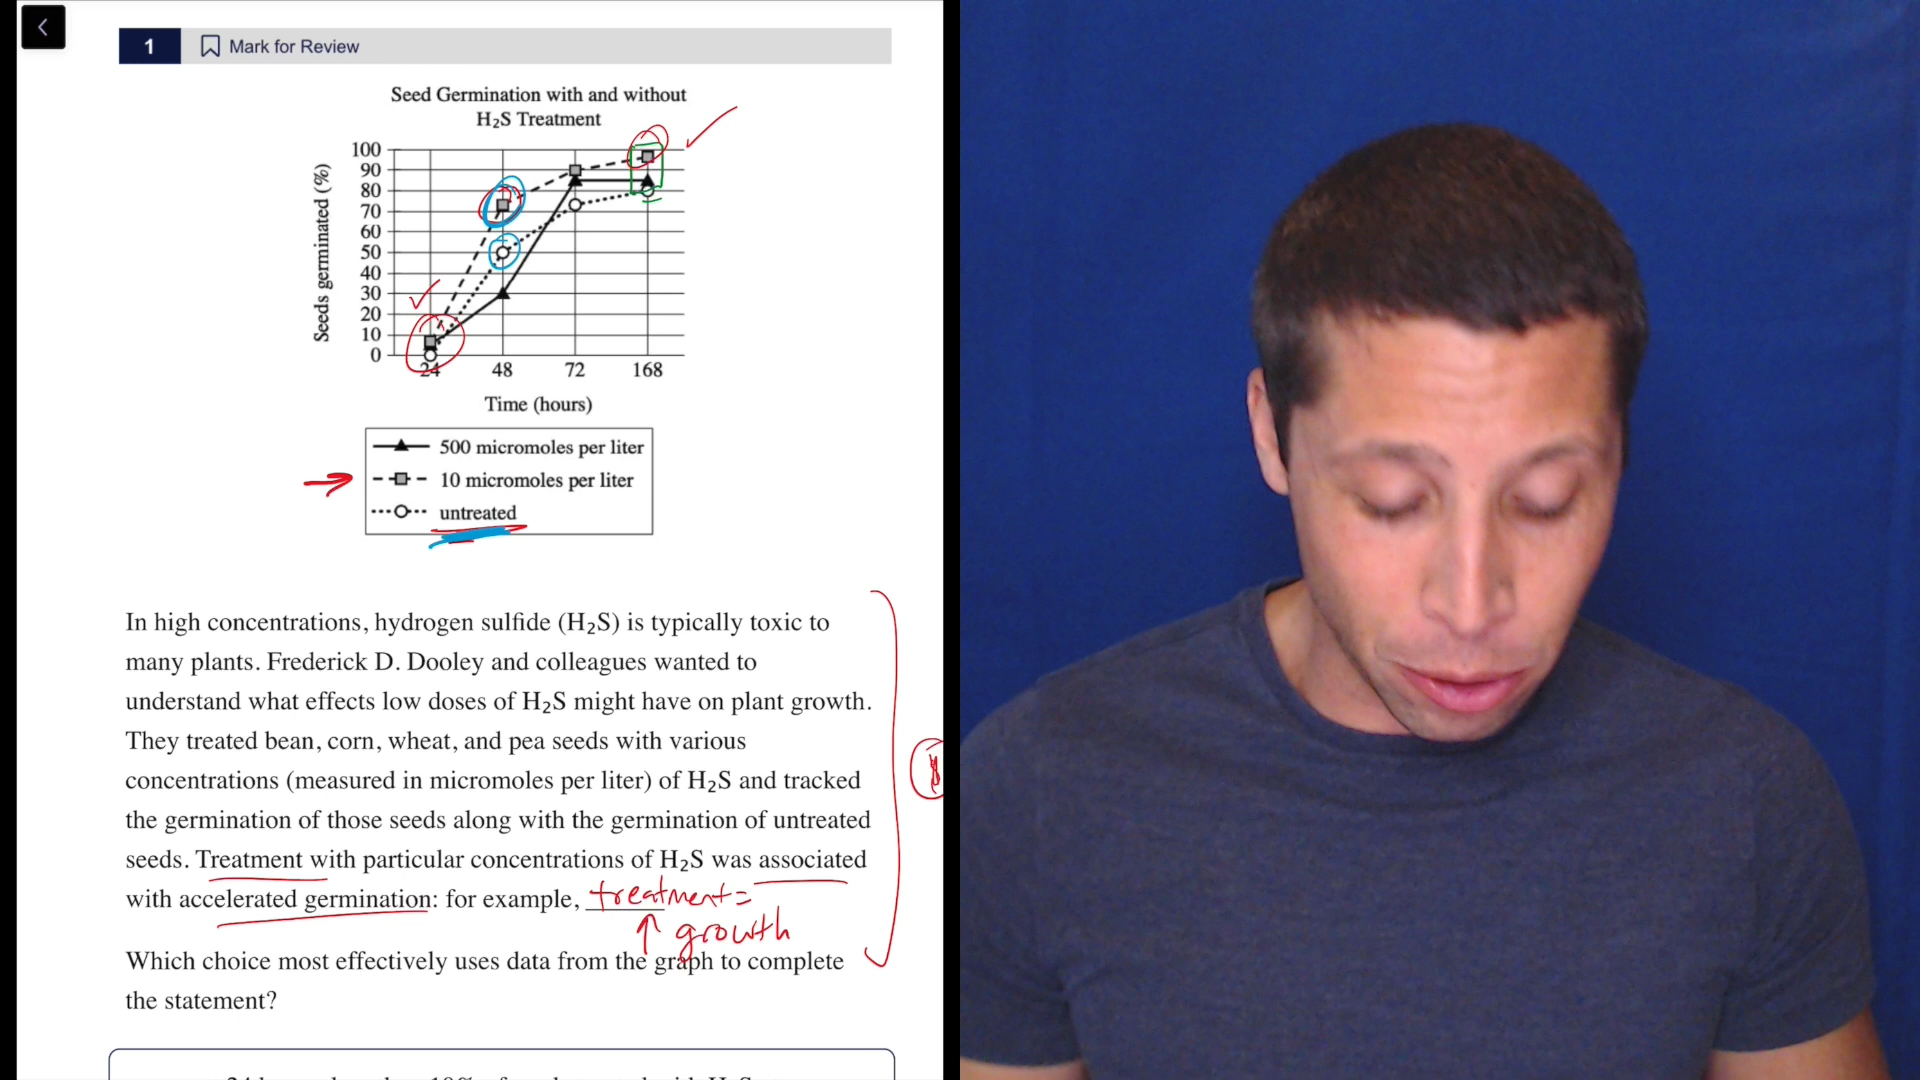 1 Mark for Review
Seed Germination with and without
H₂S Treatment
Seeds germinated (%)
100
90
80
70
60
50
40
30
20
10
0
24 48 72 168
Time (hours)
500 micromoles per liter
10 micromoles per liter
untreated
In high concentrations, hydrogen sulfide (H₂S) is typically toxic to
many plants. Frederick D. Dooley and colleagues wanted to
understand what effects low doses of H₂S might have on plant growth.
They treated bean, corn, wheat, and pea seeds with various
concentrations (measured in micromoles per liter) of H₂S and tracked
the germination of those seeds along with the germination of untreated
seeds. Treatment with particular concentrations of H₂S was associated
with accelerated germination: for example, treatment =
↑ growth
Which choice most effectively uses data from the graph to complete
the statement?